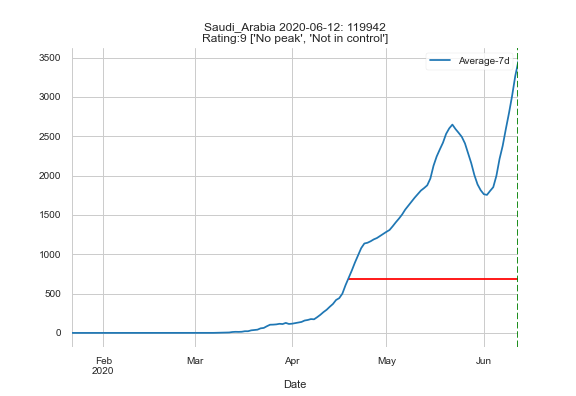 Saudi_Arabia 2020-06-12: 119942
Rating:9 ['No peak', 'Not in control']
Average-7d
3500
3000
2500
2000
1500
1000
500
0
Feb
2020
Mar
Apr
May
Jun
Date